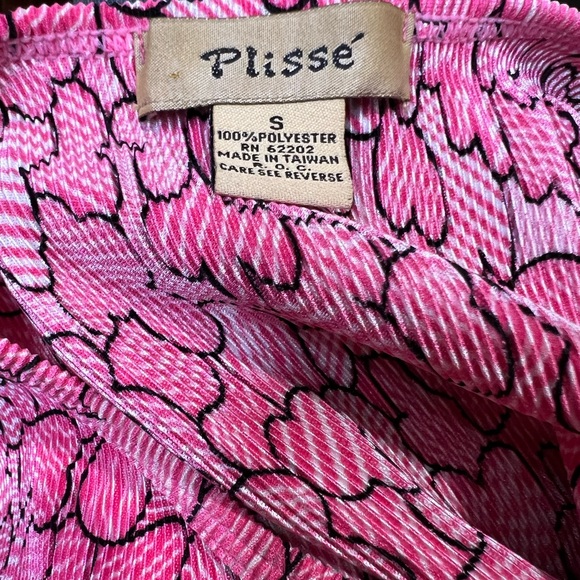 Plissé
S
100% POLYESTER
RN 62202
MADE IN TAIWAN
R. O. C.
CARE SEE REVERSE